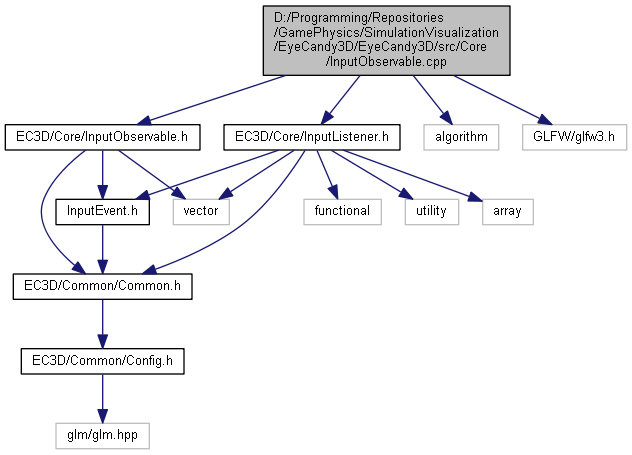 D:/Programming/Repositories
/GamePhysics/SimulationVisualization
/EyeCandy3D/EyeCandy3D/src/Core
/InputObservable.cpp
EC3D/Core/InputObservable.h
EC3D/Core/InputListener.h
algorithm
GLFW/glfw3.h
InputEvent.h
vector
functional
utility
array
EC3D/Common/Common.h
EC3D/Common/Config.h
glm/glm.hpp